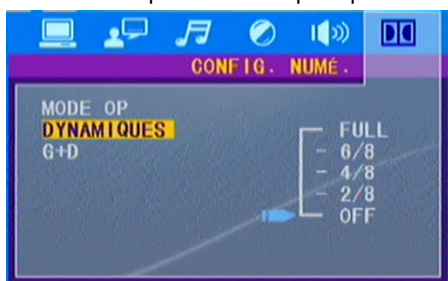 CONFIG. NUMÉ.
MODE OP
DYNAMIQUES
G+D
FULL
6/8
4/8
2/8
OFF